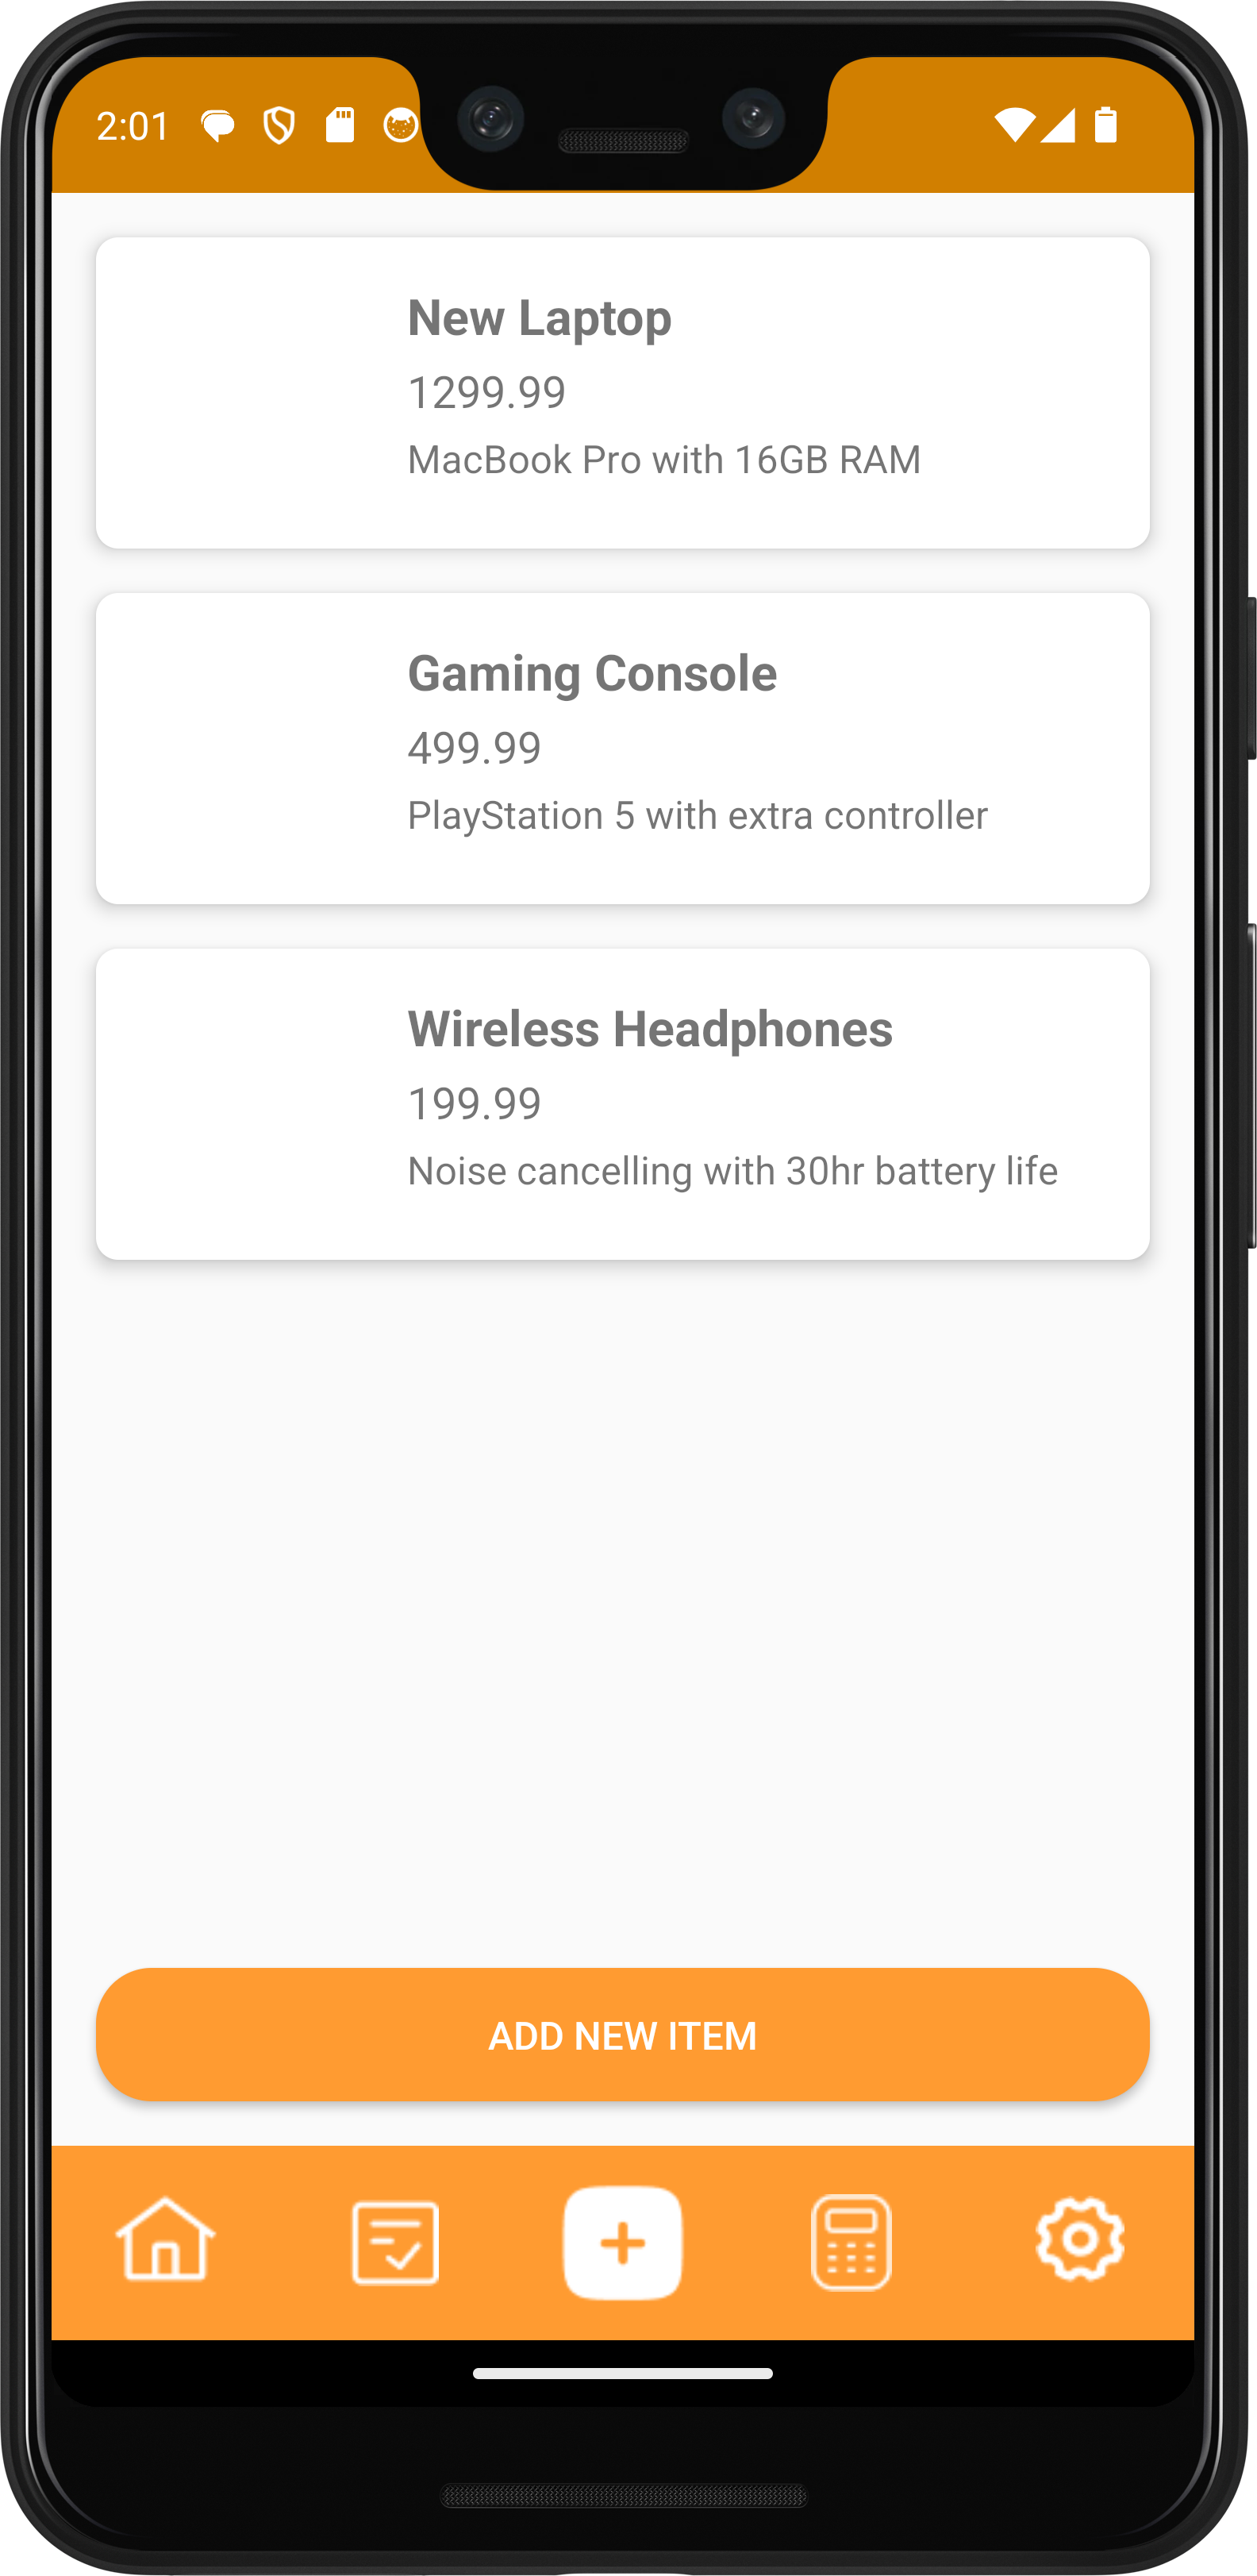 2:01
New Laptop
1299.99
MacBook Pro with 16GB RAM
Gaming Console
499.99
PlayStation 5 with extra controller
Wireless Headphones
199.99
Noise cancelling with 30hr battery life
ADD NEW ITEM